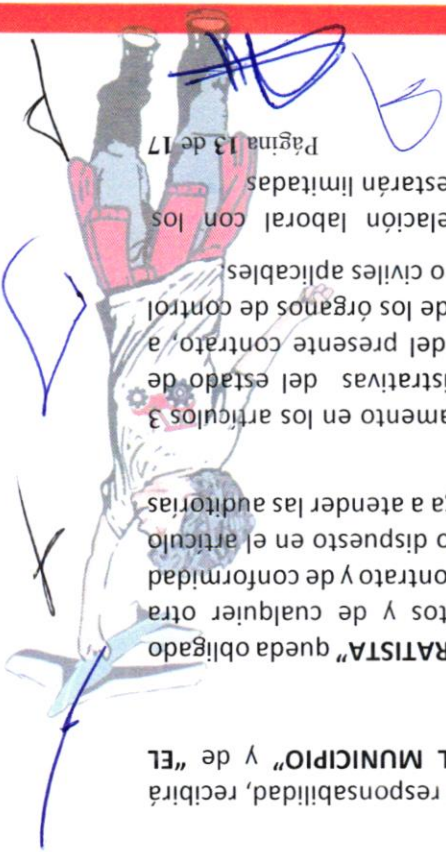 responsabilidad, recibirá
L MUNICIPIO" y de "EL
RATISTA" queda obligado
tos y de cualquier otra
ontrato y de conformidad
o dispuesto en el artículo
ga a atender las auditorías
amento en los artículos 3
istrativas del estado de
del presente contrato, a
de los órganos de control
o civiles aplicables.
elación laboral con los
estarán limitadas
Página 13 de 17